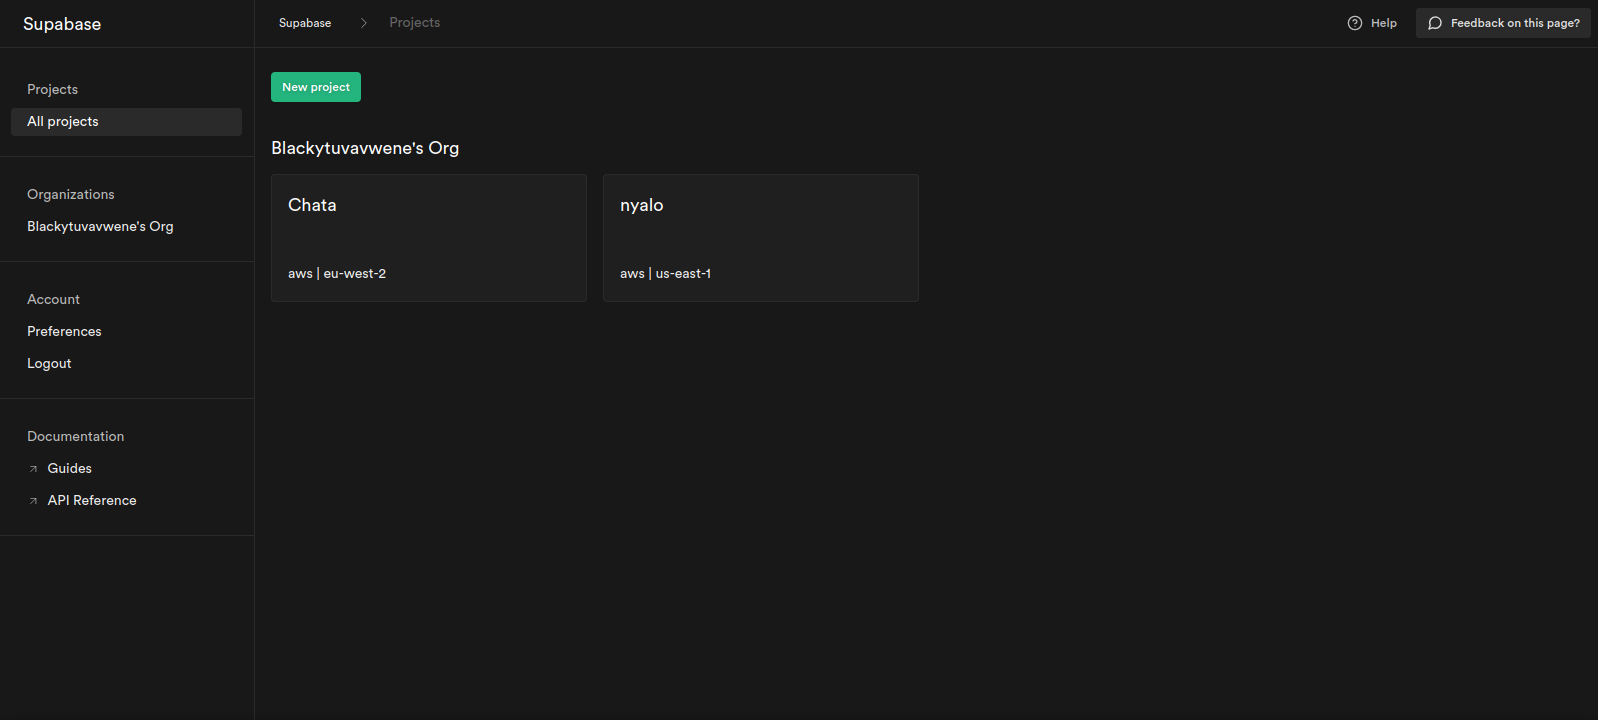 Supabase
Supabase
Projects
Help
Feedback on this page?
Projects
All projects
Organizations
Blackytuvavwene's Org
Account
Preferences
Logout
Documentation
Guides
API Reference
New project
Blackytuvavwene's Org
Chata
aws | eu-west-2
nyalo
aws | us-east-1